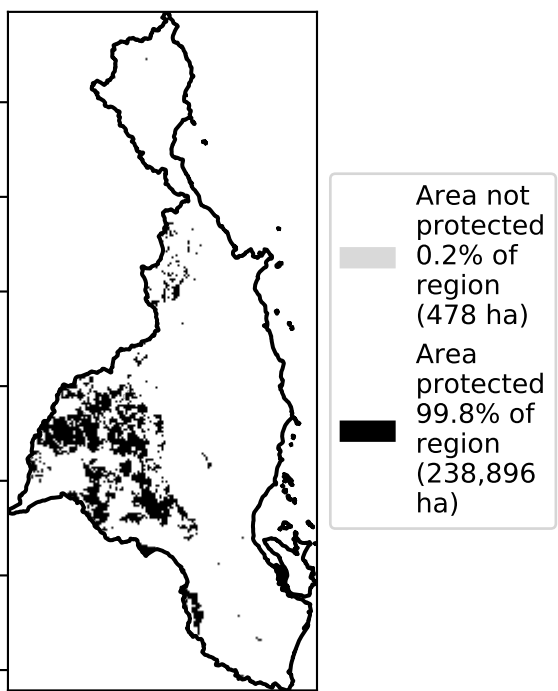 Area not
protected
0.2% of
region
(478 ha)
Area
protected
99.8% of
region
(238,896
ha)